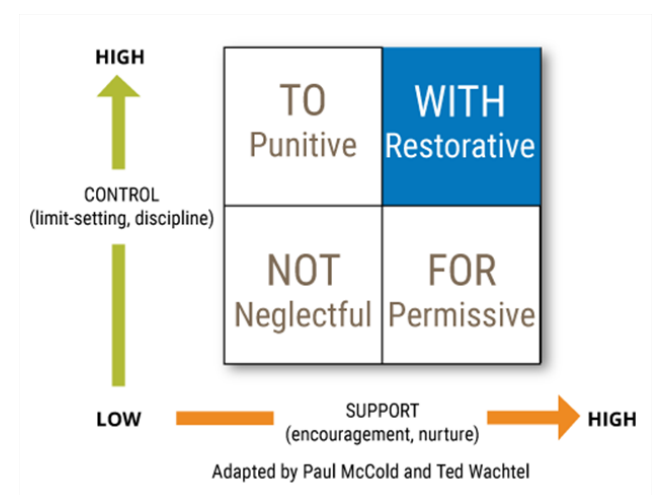 HIGH
TO
Punitive
WITH
Restorative
CONTROL
(limit-setting, discipline)
NOT
Neglectful
FOR
Permissive
LOW
SUPPORT
(encouragement, nurture)
HIGH
Adapted by Paul McCold and Ted Wachtel